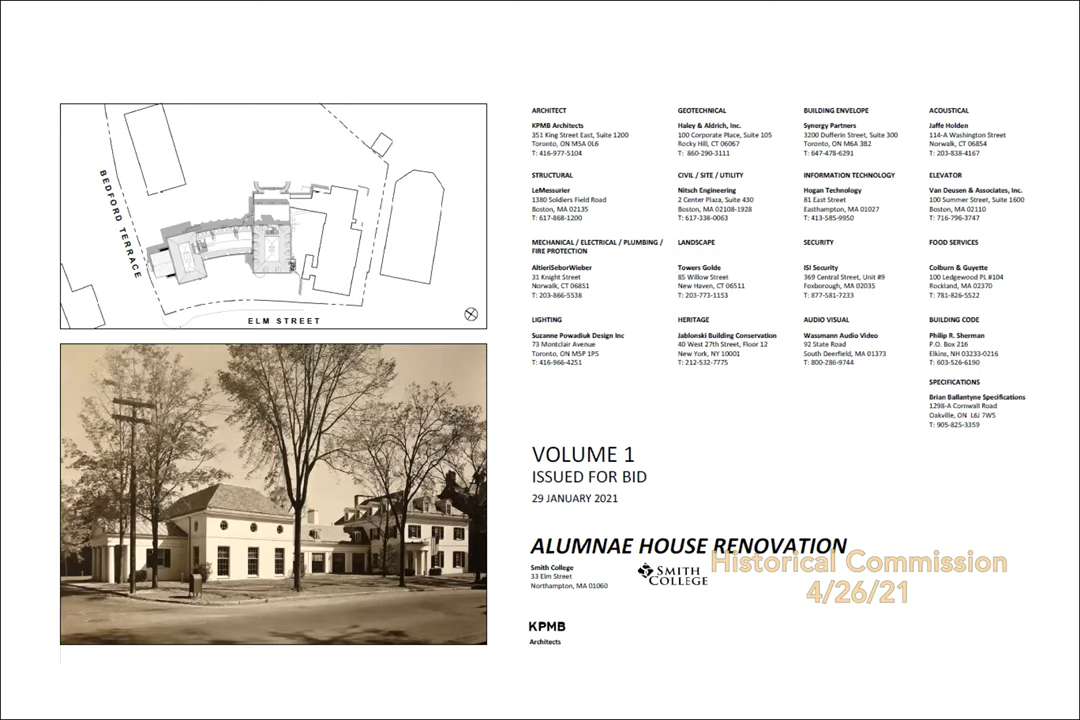 BEDFORD TERRACE
ELM STREET
ARCHITECT
KPMB Architects
351 King Street East, Suite 1200
Toronto, ON M5A 0L6
T: 416-977-5104
GEOTECHNICAL
Haley & Aldrich, Inc.
100 Corporate Place, Suite 105
Rocky Hill, CT 06067
T: 860-290-3111
BUILDING ENVELOPE
Synergy Partners
3200 Dufferin Street, Suite 300
Toronto, ON M6A 3B2
T: 647-478-6291
ACOUSTICAL
Jaffe Holden
114-A Washington Street
Norwalk, CT 06854
T: 203-838-4167
STRUCTURAL
LeMessurier
1380 Soldiers Field Road
Boston, MA 02135
T: 617-868-1200
CIVIL / SITE / UTILITY
Nitsch Engineering
2 Center Plaza, Suite 430
Boston, MA 02108-1928
T: 617-338-0063
INFORMATION TECHNOLOGY
Hogan Technology
81 East Street
Easthampton, MA 01027
T: 413-585-9950
ELEVATOR
Van Deusen & Associates, Inc.
100 Summer Street, Suite 1600
Boston, MA 02110
T: 716-796-3747
MECHANICAL / ELECTRICAL / PLUMBING /
FIRE PROTECTION
AltieriSeborWieber
31 Knight Street
Norwalk, CT 06851
T: 203-866-5538
LANDSCAPE
Towers Golde
85 Willow Street
New Haven, CT 06511
T: 203-773-1153
SECURITY
ISI Security
369 Central Street, Unit #9
Foxborough, MA 02035
T: 877-581-7233
FOOD SERVICES
Colburn & Guyette
100 Ledgewood PL #104
Rockland, MA 02370
T: 781-826-5522
LIGHTING
Suzanne Powadiuk Design Inc
73 Montclair Avenue
Toronto, ON M5P 1P5
T: 416-966-4251
HERITAGE
Jablonski Building Conservation
40 West 27th Street, Floor 12
New York, NY 10001
T: 212-532-7775
AUDIO VISUAL
Wassmann Audio Video
92 State Road
South Deerfield, MA 01373
T: 800-286-9744
BUILDING CODE
Philip R. Sherman
P.O. Box 216
Elkins, NH 03233-0216
T: 603-526-6190
SPECIFICATIONS
Brian Ballantyne Specifications
1298-A Cornwall Road
Oakville, ON L6J 7W5
T: 905-825-3359
VOLUME 1
ISSUED FOR BID
29 JANUARY 2021
ALUMNAE HOUSE RENOVATION
Smith College
33 Elm Street
Northampton, MA 01060
SMITH
COLLEGE
Historical Commission
4/26/21
KPMB
Architects